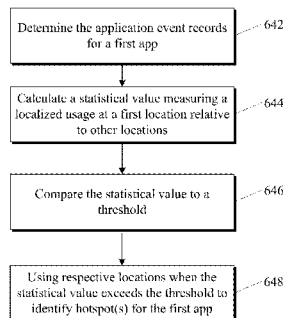 Determine the application event records
for a first app
642
Calculate a statistical value measuring a
localized usage at a first location relative
to other locations
644
Compare the statistical value to a
threshold
646
Using respective locations when the
statistical value exceeds the threshold to
identify hotspot(s) for the first app
648